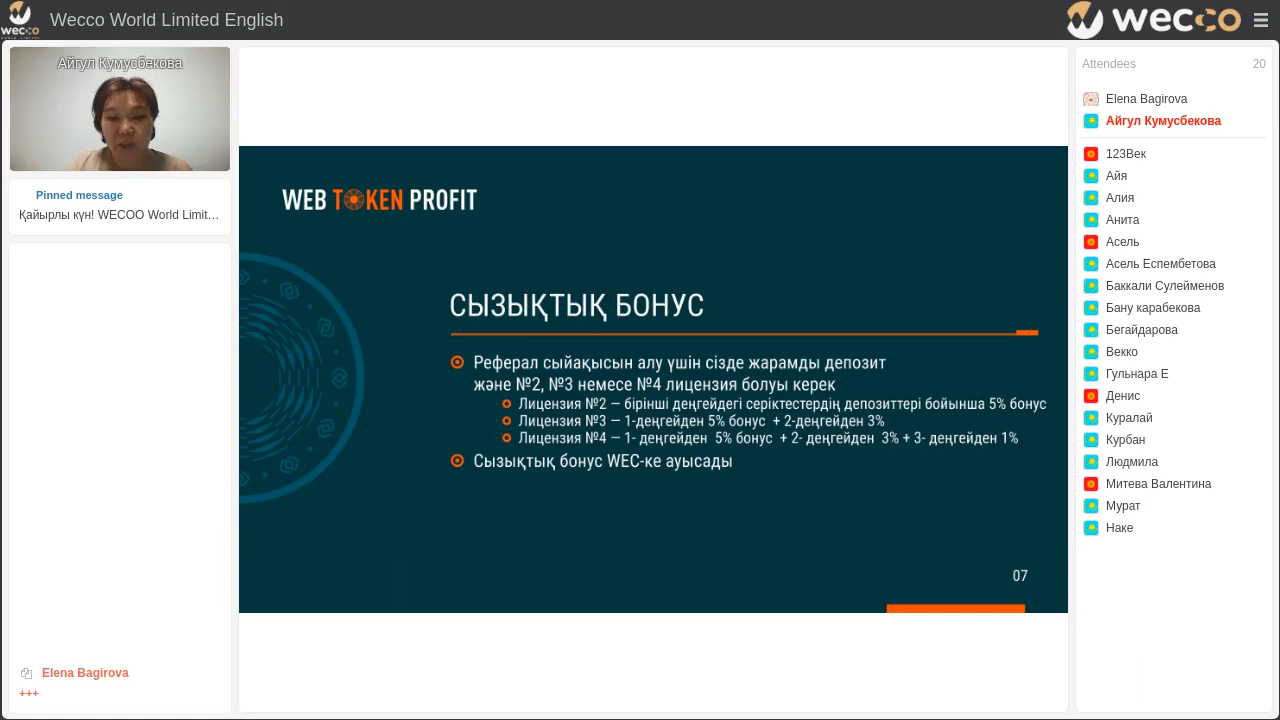 Wecco World Limited English
wecco
wecco
Айгул Кумусбекова
Pinned message
Қайырлы күн! WECOO World Limit…
Elena Bagirova
+++
WEB TOKEN PROFIT
СЫЗЫҚТЫҚ БОНУС
Реферал сыйақысын алу үшін сізде жарамды депозит
және №2, №3 немесе №4 лицензия болуы керек
Лицензия №2 – бірінші деңгейдегі серіктестердің депозиттері бойынша 5% бонус
Лицензия №3 – 1-деңгейден 5% бонус + 2-деңгейден 3%
Лицензия №4 – 1- деңгейден 5% бонус + 2- деңгейден 3% + 3- деңгейден 1%
Сызықтық бонус WEC-ке ауысады
07
Attendees 20
Elena Bagirova
Айгул Кумусбекова
123Век
Айя
Алия
Анита
Асель
Асель Еспембетова
Баккали Сулейменов
Бану карабекова
Бегайдарова
Векко
Гульнара Е
Денис
Куралай
Курбан
Людмила
Митева Валентина
Мурат
Наке